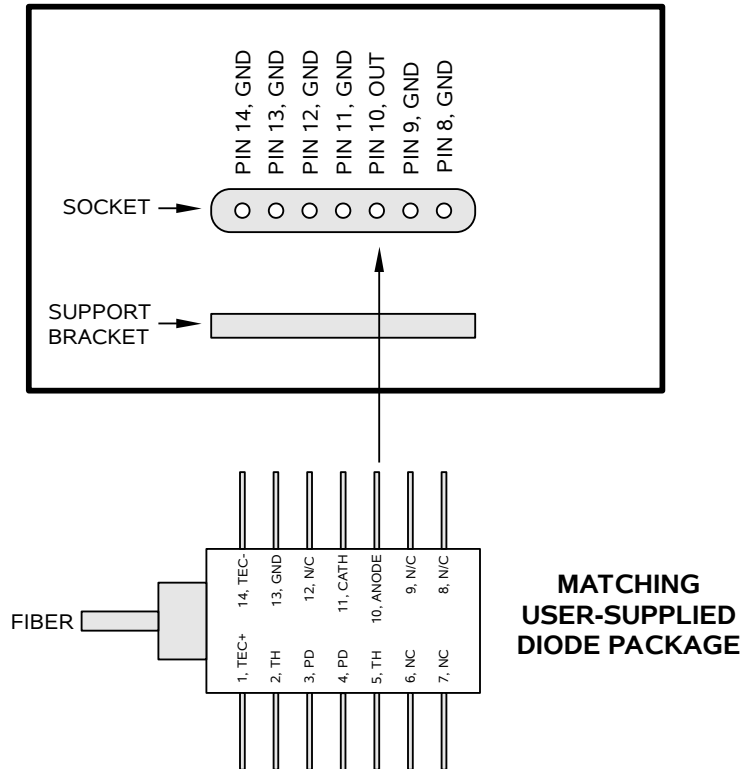 PIN 14, GND
PIN 13, GND
PIN 12, GND
PIN 11, GND
PIN 10, OUT
PIN 9, GND
PIN 8, GND
SOCKET
SUPPORT
BRACKET
14, TEC-
13, GND
12, N/C
11, CATH
10, ANODE
9, N/C
8, N/C
FIBER
1, TEC+
2, TH
3, PD
4, PD
5, TH
6, NC
7, NC
MATCHING
USER-SUPPLIED
DIODE PACKAGE